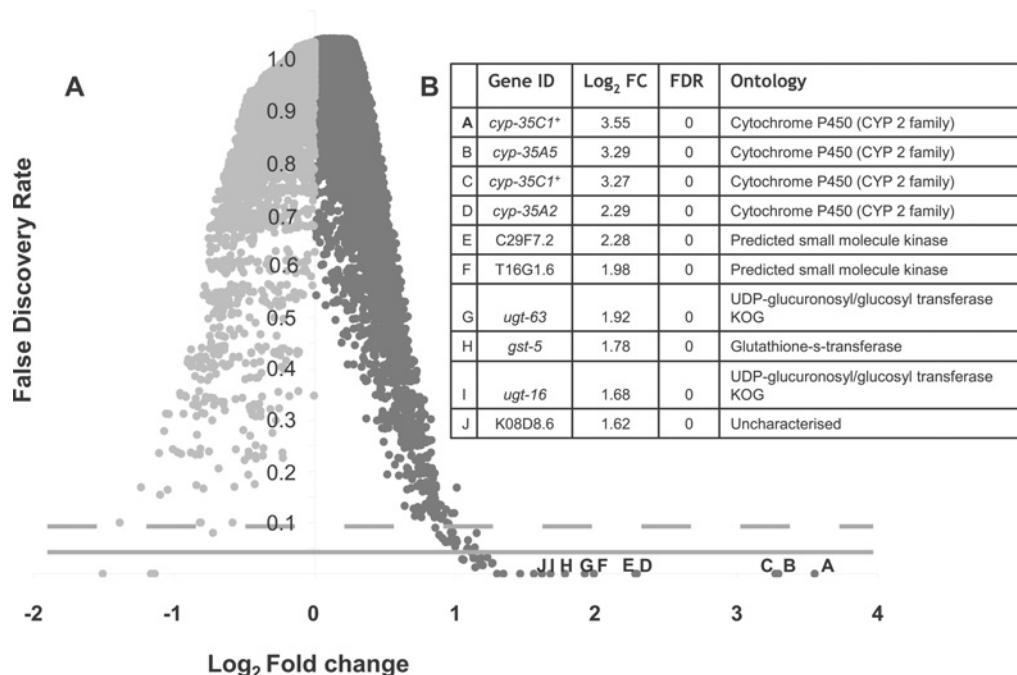 A
B
Gene ID Log₂ FC FDR Ontology
A cyp-35C1⁺ 3.55 0 Cytochrome P450 (CYP 2 family)
B cyp-35A5 3.29 0 Cytochrome P450 (CYP 2 family)
C cyp-35C1⁺ 3.27 0 Cytochrome P450 (CYP 2 family)
D cyp-35A2 2.29 0 Cytochrome P450 (CYP 2 family)
E C29F7.2 2.28 0 Predicted small molecule kinase
F T16G1.6 1.98 0 Predicted small molecule kinase
G ugt-63 1.92 0 UDP-glucuronosyl/glucosyl transferase
KOG
H gst-5 1.78 0 Glutathione-s-transferase
I ugt-16 1.68 0 UDP-glucuronosyl/glucosyl transferase
KOG
J K08D8.6 1.62 0 Uncharacterised
False Discovery Rate
1.0
0.9
0.8
0.7
0.6
0.5
0.4
0.3
0.2
0.1
J I H G F E D C B A
-2 -1 0 1 2 3 4
Log₂ Fold change